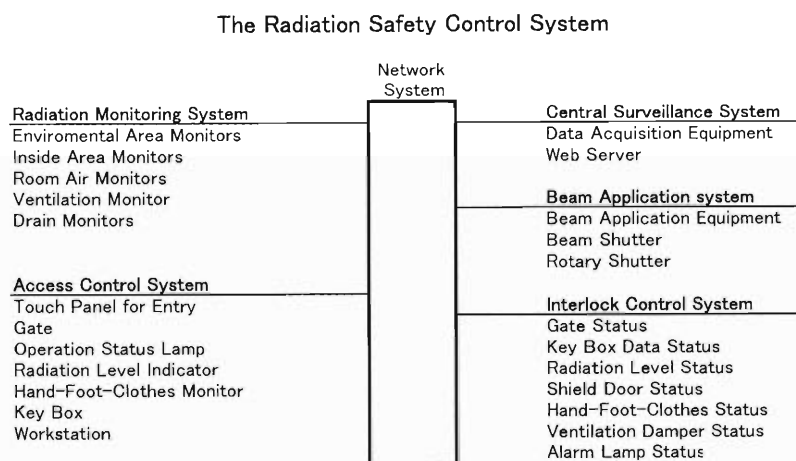 The Radiation Safety Control System
Network
System
Radiation Monitoring System
Enviromental Area Monitors
Inside Area Monitors
Room Air Monitors
Ventilation Monitor
Drain Monitors
Access Control System
Touch Panel for Entry
Gate
Operation Status Lamp
Radiation Level Indicator
Hand-Foot-Clothes Monitor
Key Box
Workstation
Central Surveillance System
Data Acquisition Equipment
Web Server
Beam Application system
Beam Application Equipment
Beam Shutter
Rotary Shutter
Interlock Control System
Gate Status
Key Box Data Status
Radiation Level Status
Shield Door Status
Hand-Foot-Clothes Status
Ventilation Damper Status
Alarm Lamp Status